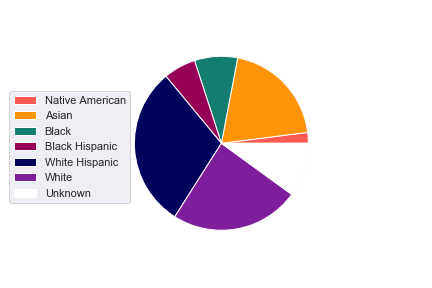 Native American
Asian
Black
Black Hispanic
White Hispanic
White
Unknown